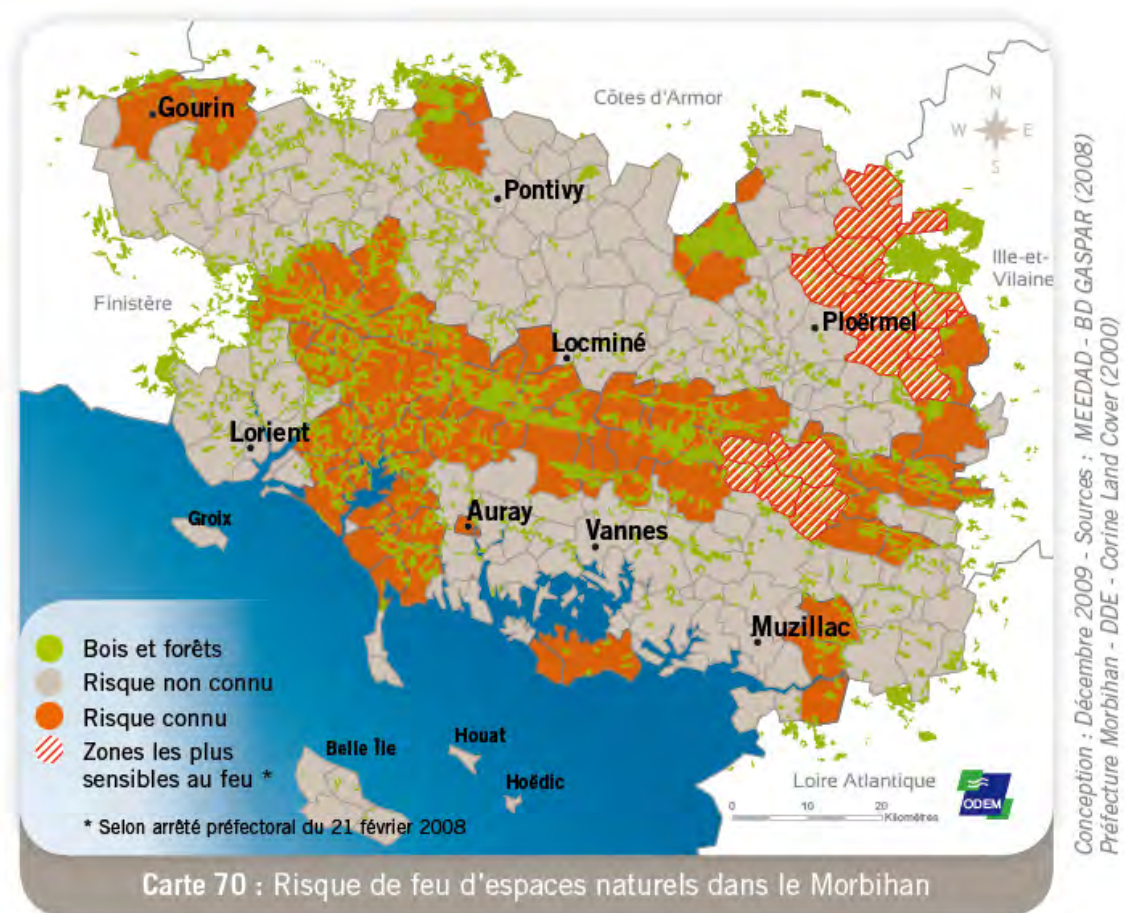 Côtes d'Armor
N
W E
S
Gourin
Pontivy
Ille-et-
Vilaine
Finistère
Ploërmel
Locminé
Lorient
Groix
Auray
Vannes
Muzillac
Bois et forêts
Risque non connu
Risque connu
Zones les plus
sensibles au feu *
* Selon arrêté préfectoral du 21 février 2008
Belle Île
Houat
Hoëdic
Loire Atlantique
0 10 20
Kilomètres
ODEM
Carte 70 : Risque de feu d'espaces naturels dans le Morbihan
Conception : Décembre 2009 - Sources : MEEDAD - BD GASPAR (2008)
Préfecture Morbihan - DDE - Corine Land Cover (2000)